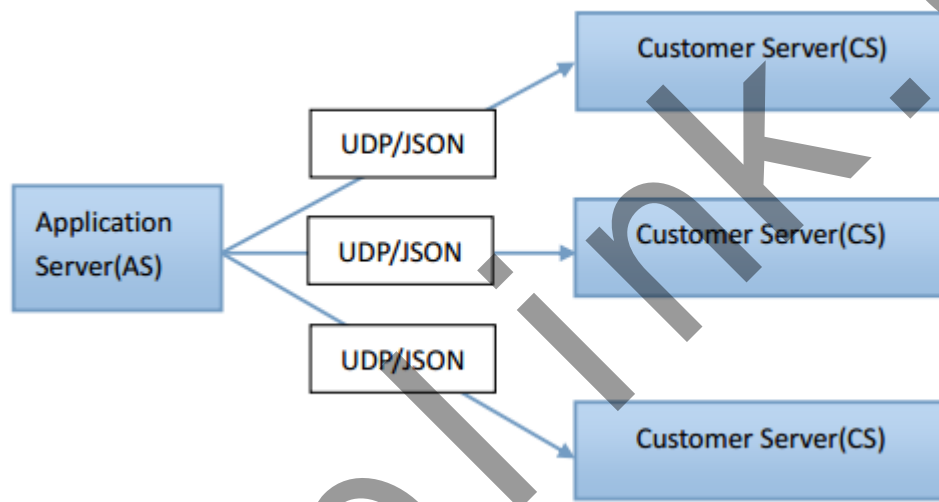 Customer Server(CS)
UDP/JSON
Application
Server(AS)
UDP/JSON
Customer Server(CS)
UDP/JSON
Customer Server(CS)